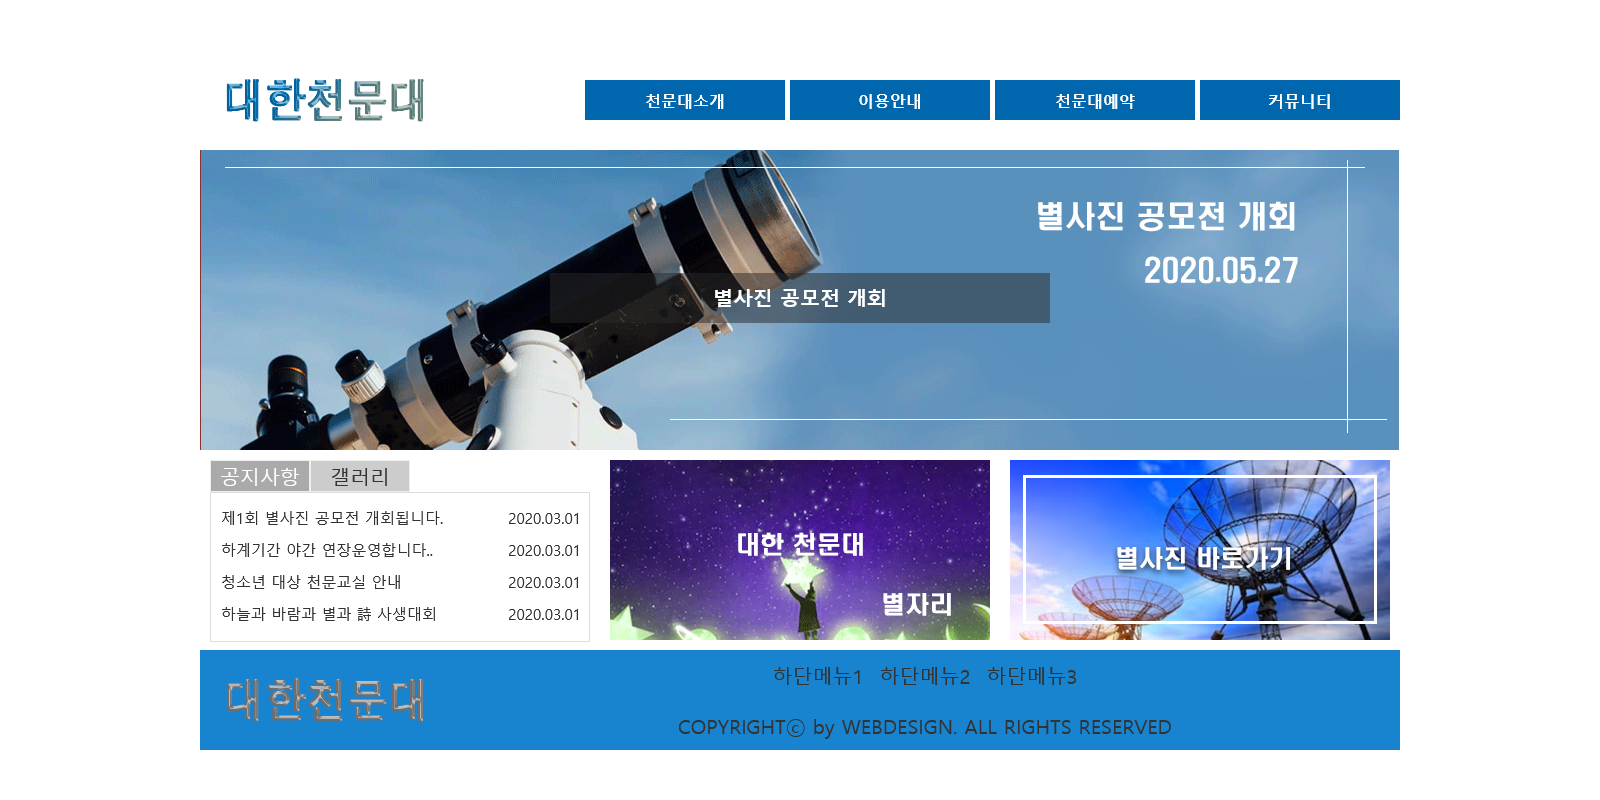 대한천문대
천문대소개 이용안내 천문대예약 커뮤니티
별사진 공모전 개회
2020.05.27
별사진 공모전 개회
공지사항 갤러리
제1회 별사진 공모전 개회됩니다. 2020.03.01
하계기간 야간 연장운영합니다.. 2020.03.01
청소년 대상 천문교실 안내 2020.03.01
하늘과 바람과 별과 詩 사생대회 2020.03.01
대한 천문대
별자리
별사진 바로가기
대한천문대
하단메뉴1 하단메뉴2 하단메뉴3
COPYRIGHTⓒ by WEBDESIGN. ALL RIGHTS RESERVED